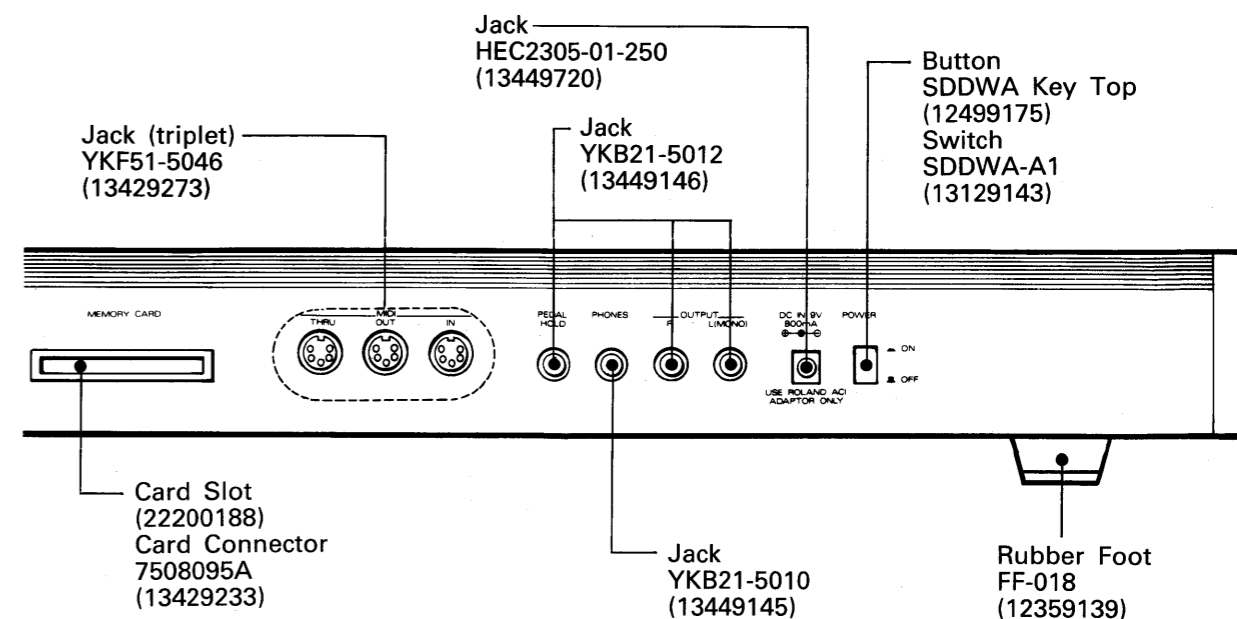 Jack
HEC2305-01-250
(13449720)
Button
SDDWA Key Top
(12499175)
Switch
SDDWA-A1
(13129143)
Jack (triplet)
YKF51-5046
(13429273)
Jack
YKB21-5012
(13449146)
MEMORY CARD
MIDI
THRU
OUT
IN
PEDAL
HOLD
PHONES
OUTPUT
R
L(MONO)
DC IN 9V
800mA
POWER
ON
OFF
USE ROLAND ACI
ADAPTOR ONLY
Card Slot
(22200188)
Card Connector
7508095A
(13429233)
Jack
YKB21-5010
(13449145)
Rubber Foot
FF-018
(12359139)